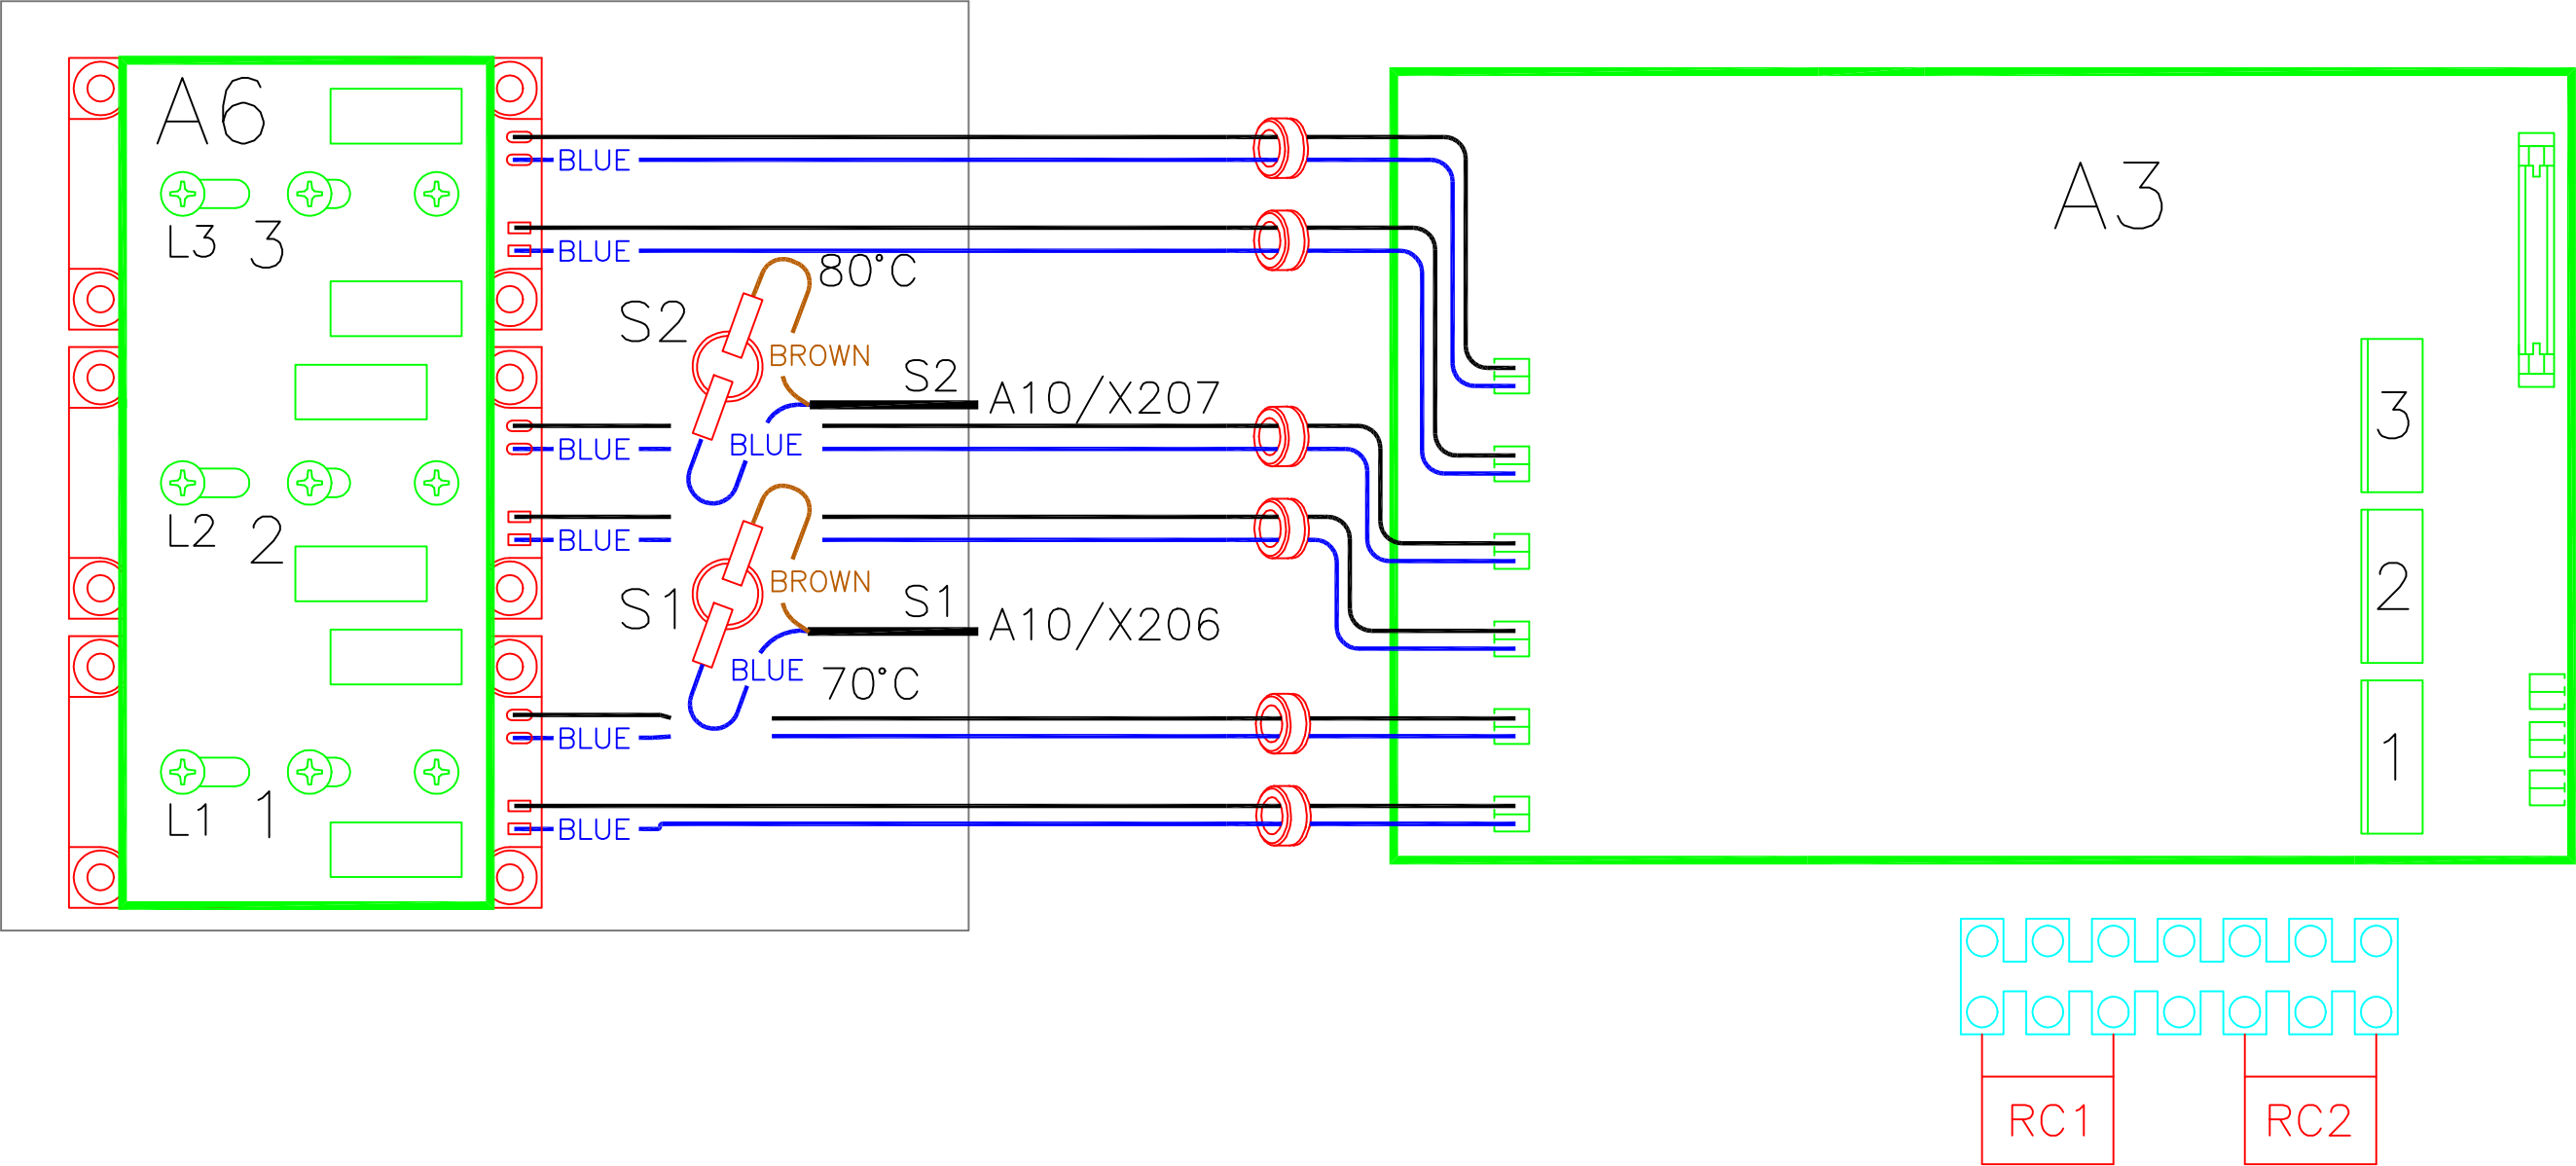 A6
BLUE
A3
L3 3
BLUE
80°C
S2
BROWN
S2
A10/X207
3
BLUE
BLUE
L2 2
BLUE
BROWN
2
S1
S1
A10/X206
BLUE
70°C
BLUE
1
L1 1
BLUE
RC1
RC2